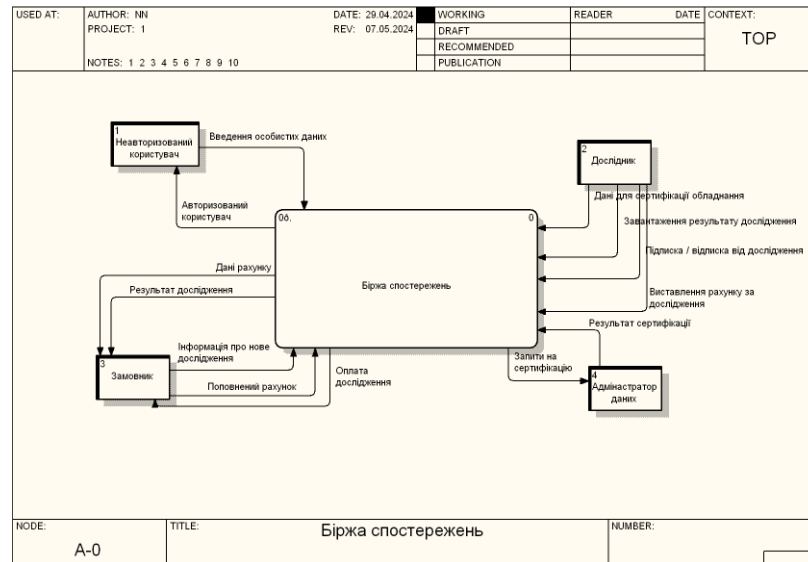 USED AT:
AUTHOR: NN
DATE: 29.04.2024
WORKING
READER
DATE
CONTEXT:
PROJECT: 1
REV: 07.05.2024
DRAFT
TOP
RECOMMENDED
NOTES: 1 2 3 4 5 6 7 8 9 10
PUBLICATION
1
Неавторизований
користувач
Введення особистих даних
2
Дослідник
Авторизований
користувач
Дані для сертифікації обладнання
0б.
0
Завантаження результату дослідження
Підписка / відписка від дослідження
Дані рахунку
Результат дослідження
Біржа спостережень
Виставлення рахунку за
дослідження
Результат сертифікації
Інформація про нове
дослідження
3
Замовник
Поповнений рахунок
Оплата
дослідження
Запити на
сертифікацію
4
Адмінастратор
даних
NODE:
TITLE:
Біржа спостережень
NUMBER:
A-0